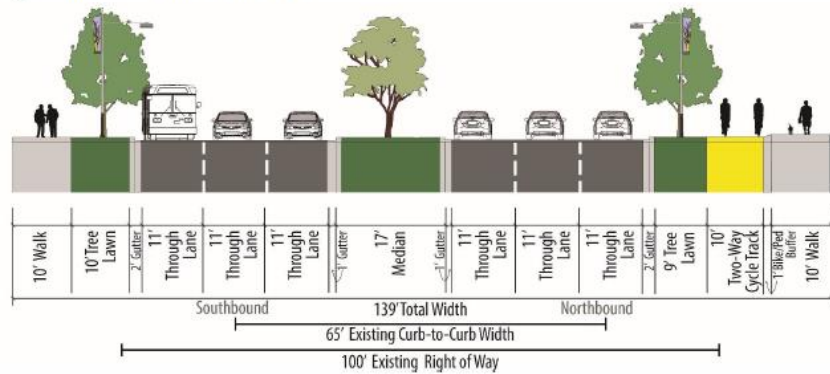 10' Walk
10' Tree
Lawn
2' Gutter
11'
Through Lane
11'
Through Lane
11'
Through Lane
1' Gutter
17'
Median
1' Gutter
11'
Through Lane
11'
Through Lane
11'
Through Lane
2' Gutter
9' Tree
Lawn
10'
Two-Way
Cycle Track
1' Bike/Ped
Buffer
10' Walk
Southbound
139' Total Width
Northbound
65' Existing Curb-to-Curb Width
100' Existing Right of Way